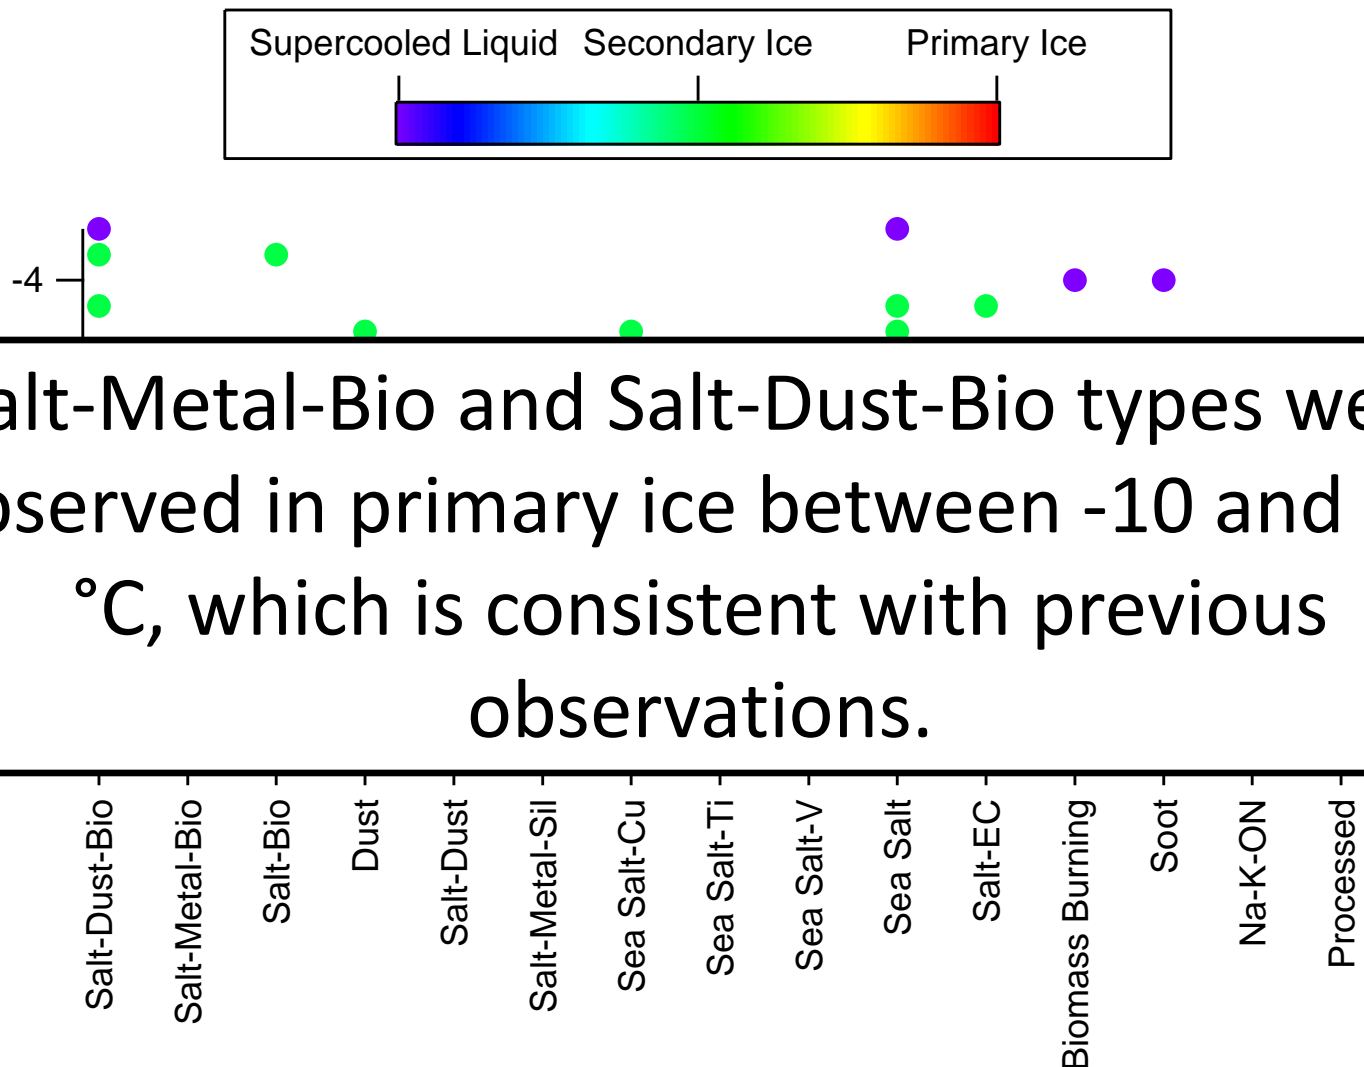 Supercooled Liquid Secondary Ice Primary Ice
-4
alt-Metal-Bio and Salt-Dust-Bio types we
bserved in primary ice between -10 and
°C, which is consistent with previous
observations.
Salt-Dust-Bio
Salt-Metal-Bio
Salt-Bio
Dust
Salt-Dust
Salt-Metal-Sil
Sea Salt-Cu
Sea Salt-Ti
Sea Salt-V
Sea Salt
Salt-EC
Biomass Burning
Soot
Na-K-ON
Processed